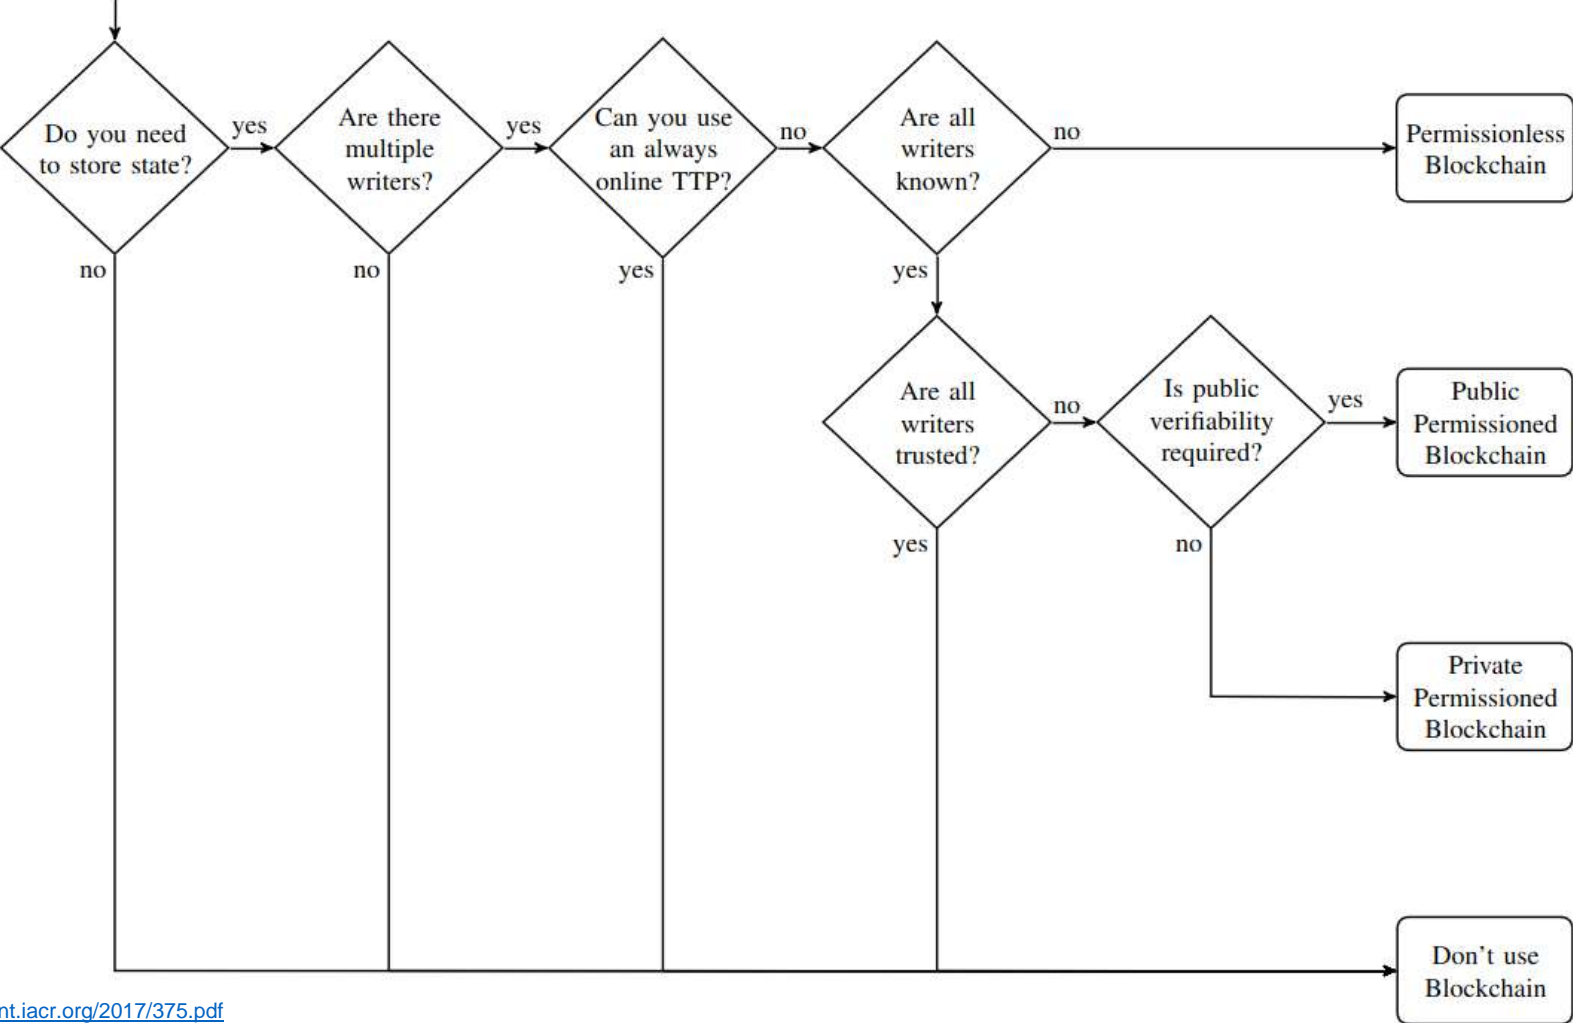 Do you need
to store state?
yes
no
Are there
multiple
writers?
yes
no
Can you use
an always
online TTP?
no
yes
Are all
writers
known?
no
yes
Permissionless
Blockchain
Are all
writers
trusted?
no
yes
Is public
verifiability
required?
yes
no
Public
Permissioned
Blockchain
Private
Permissioned
Blockchain
Don't use
Blockchain
nt.iacr.org/2017/375.pdf